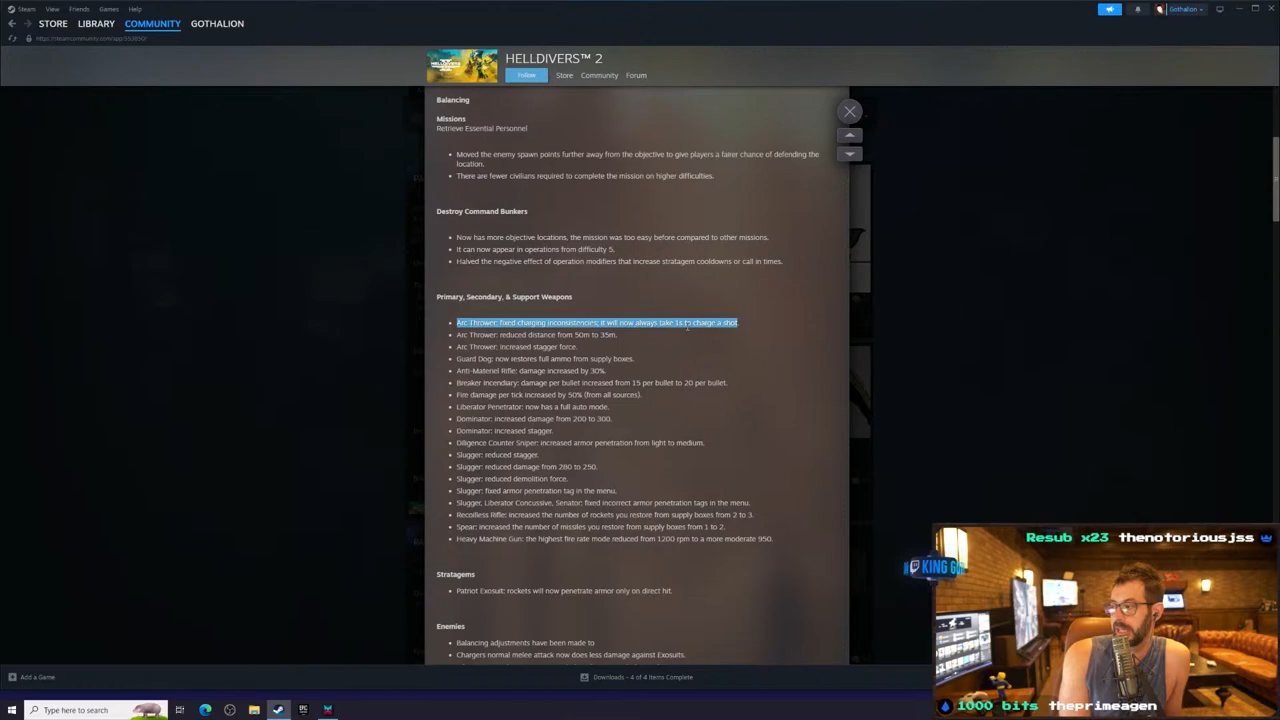 Steam View Friends Games Help
Gothalion
STORE LIBRARY COMMUNITY GOTHALION
https://steamcommunity.com/app/553850/
HELLDIVERS™ 2
Follow Store Community Forum
Balancing
Missions
Retrieve Essential Personnel
• Moved the enemy spawn points further away from the objective to give players a fairer chance of defending the
location.
• There are fewer civilians required to complete the mission on higher difficulties.
Destroy Command Bunkers
• Now has more objective locations, the mission was too easy before compared to other missions.
• It can now appear in operations from difficulty 5.
• Halved the negative effect of operation modifiers that increase stratagem cooldowns or call in times.
Primary, Secondary, & Support Weapons
• Arc Thrower: fixed charging inconsistencies; it will now always take 1s to charge a shot.
• Arc Thrower: reduced distance from 50m to 35m.
• Arc Thrower: increased stagger force.
• Guard Dog: now restores full ammo from supply boxes.
• Anti-Materiel Rifle: damage increased by 30%.
• Breaker Incendiary: damage per bullet increased from 15 per bullet to 20 per bullet.
• Fire damage per tick increased by 50% (from all sources).
• Liberator Penetrator: now has a full auto mode.
• Dominator: increased damage from 200 to 300.
• Dominator: increased stagger.
• Diligence Counter Sniper: increased armor penetration from light to medium.
• Slugger: reduced stagger.
• Slugger: reduced damage from 280 to 250.
• Slugger: reduced demolition force.
• Slugger: fixed armor penetration tag in the menu.
• Slugger, Liberator Concussive, Senator: fixed incorrect armor penetration tags in the menu.
• Recoilless Rifle: increased the number of rockets you restore from supply boxes from 2 to 3.
• Spear: increased the number of missiles you restore from supply boxes from 1 to 2.
• Heavy Machine Gun: the highest fire rate mode reduced from 1200 rpm to a more moderate 950.
Stratagems
• Patriot Exosuit: rockets will now penetrate armor only on direct hit.
Enemies
• Balancing adjustments have been made to
• Chargers normal melee attack now does less damage against Exosuits.
Resub x23 thenotoriousjss
KING GO
1000 bits theprimeagen
Add a Game
Downloads - 4 of 4 Items Complete
Type here to search